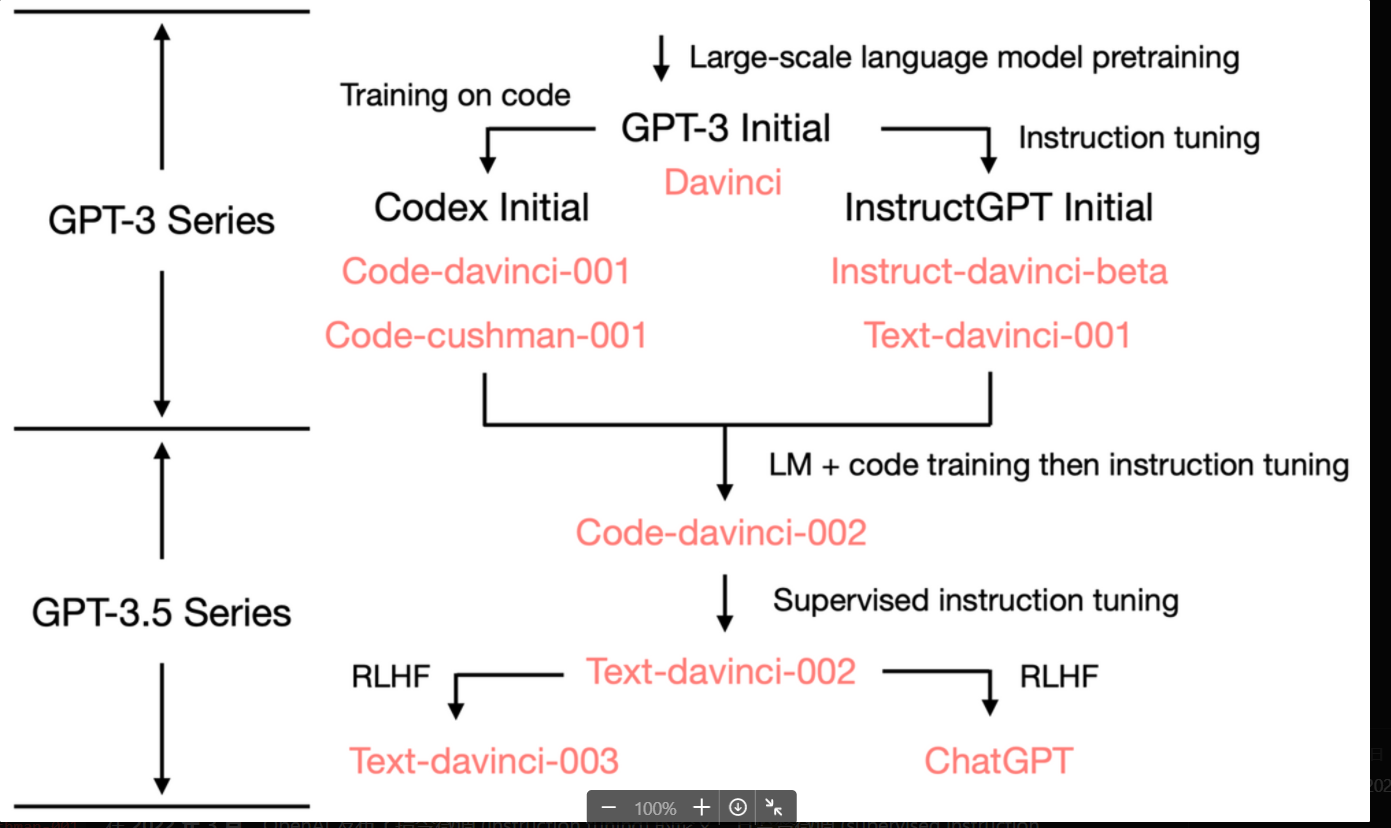 Large-scale language model pretraining
Training on code
GPT-3 Initial
Instruction tuning
Davinci
Codex Initial
InstructGPT Initial
GPT-3 Series
Code-davinci-001
Instruct-davinci-beta
Code-cushman-001
Text-davinci-001
LM + code training then instruction tuning
Code-davinci-002
Supervised instruction tuning
GPT-3.5 Series
RLHF
Text-davinci-002
RLHF
Text-davinci-003
ChatGPT
100%